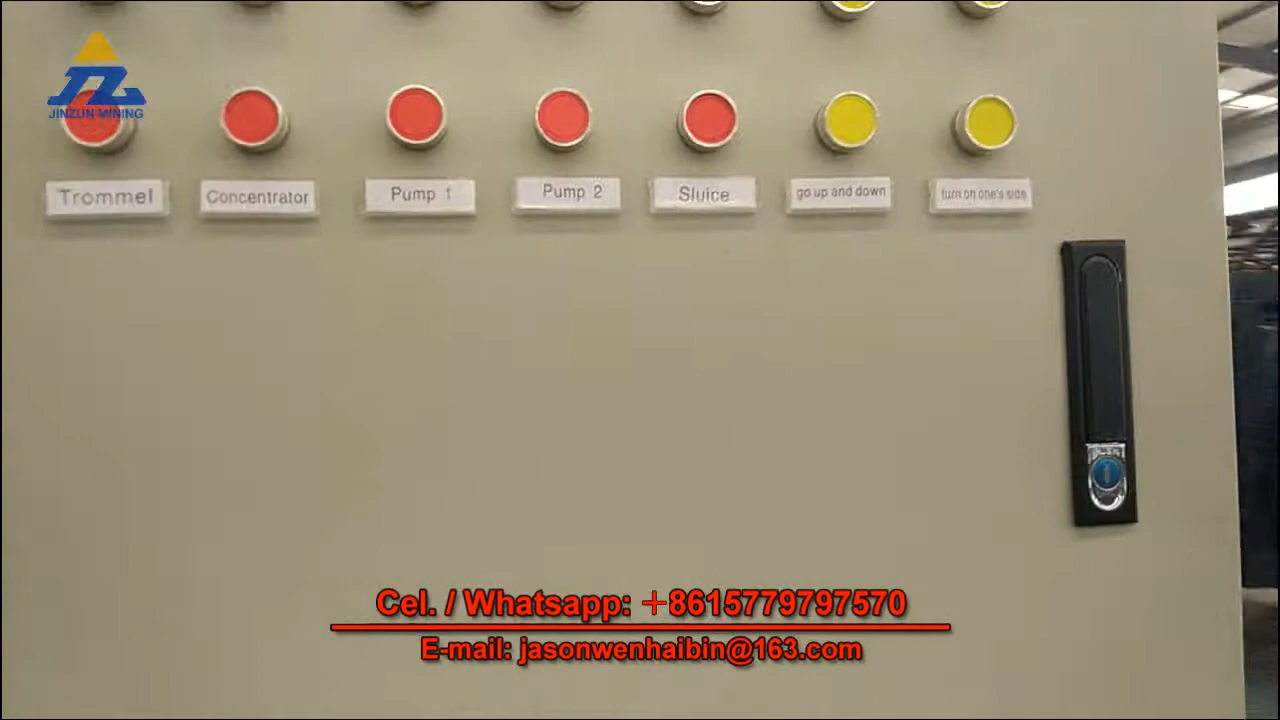 JINZUN MINING
Trommel
Concentrator
Pump 1
Pump 2
Sluice
go up and down
turn on one's side
Cel. / Whatsapp: +8615779797570
E-mail: jasonwenhaibin@163.com